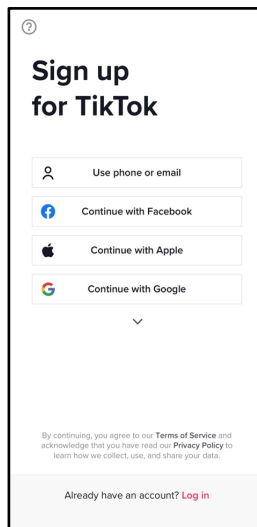 ?
Sign up
for TikTok
Use phone or email
Continue with Facebook
Continue with Apple
Continue with Google
By continuing, you agree to our Terms of Service and
acknowledge that you have read our Privacy Policy to
learn how we collect, use, and share your data.
Already have an account? Log in